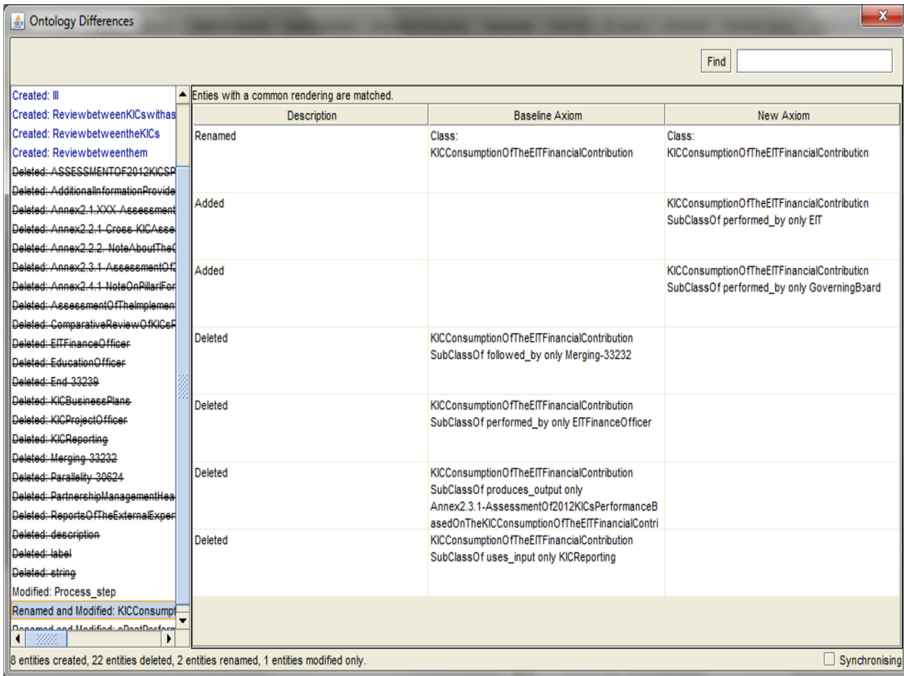 Ontology Differences
x
Find
Created: III
Created: ReviewbetweenKICswithas
Created: ReviewbetweentheKICs
Created: Reviewbetweenthem
Deleted: ASSESSMENTOF2012KICSP
Deleted: AdditionalInformationProvide
Deleted: Annex2.1.XXX-Assessment
Deleted: Annex2.2.1-Cross-KICAsse
Deleted: Annex2.2.2.-NoteAboutThe
Deleted: Annex2.3.1-AssessmentOf2
Deleted: Annex2.4.1-NoteOnPillarIFor
Deleted: AssessmentOfTheImplemen
Deleted: ComparativeReviewOfKICsP
Deleted: EITFinanceOfficer
Deleted: EducationOfficer
Deleted: End-33239
Deleted: KICBusinessPlans
Deleted: KICProjectOfficer
Deleted: KICReporting
Deleted: Merging-33232
Deleted: Parallelity-30624
Deleted: PartnershipManagementHea
Deleted: ReportsOfTheExternalExper
Deleted: description
Deleted: label
Deleted: string
Modified: Process_step
Renamed and Modified: KICConsumpt
Renamed and Modified:
Enties with a common rendering are matched.
Description Baseline Axiom New Axiom
Renamed Class: Class:
KICConsumptionOfTheEITFinancialContribution KICConsumptionOfTheEITFinancialContribution
Added KICConsumptionOfTheEITFinancialContribution
SubClassOf performed_by only EIT
Added KICConsumptionOfTheEITFinancialContribution
SubClassOf performed_by only GoverningBoard
Deleted KICConsumptionOfTheEITFinancialContribution
SubClassOf followed_by only Merging-33232
Deleted KICConsumptionOfTheEITFinancialContribution
SubClassOf performed_by only EITFinanceOfficer
Deleted KICConsumptionOfTheEITFinancialContribution
SubClassOf produces_output only
Annex2.3.1-AssessmentOf2012KICsPerformanceB
asedOnTheKICConsumptionOfTheEITFinancialContri
Deleted KICConsumptionOfTheEITFinancialContribution
SubClassOf uses_input only KICReporting
8 entities created, 22 entities deleted, 2 entities renamed, 1 entities modified only. Synchronising